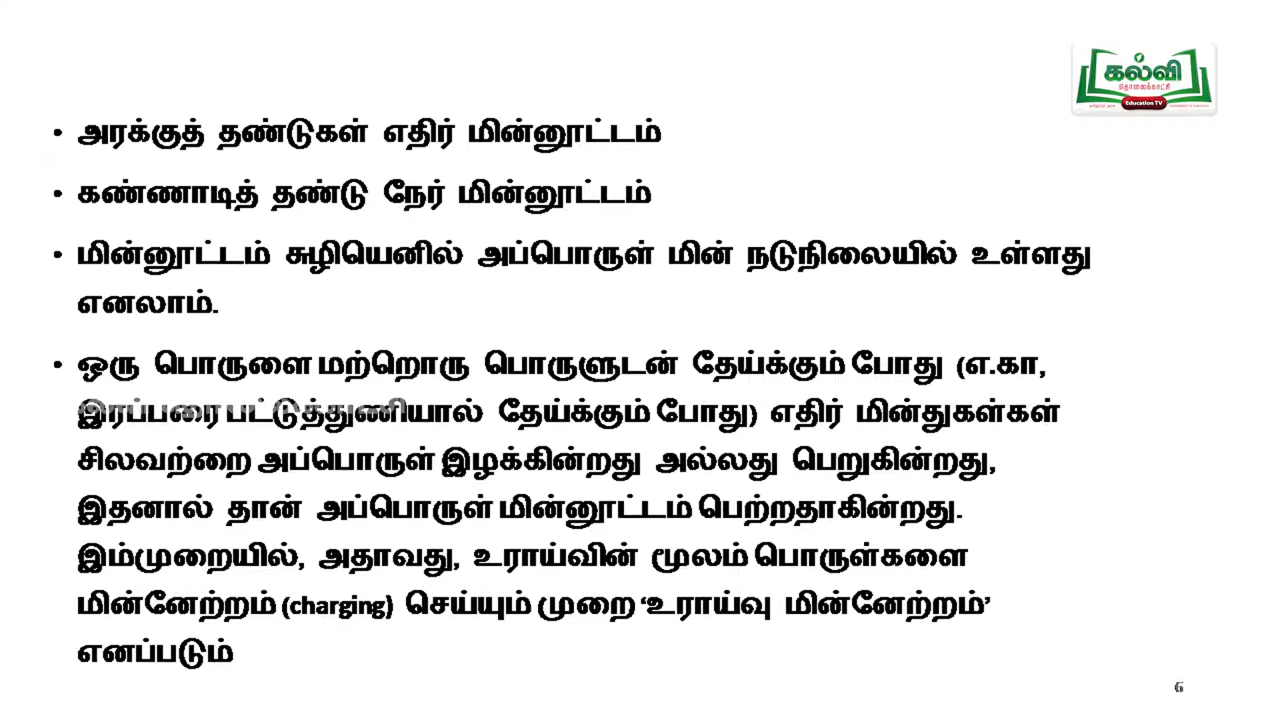 கல்வி
தொலைக்காட்சி
Education TV
• அரக்குத் தண்டுகள் எதிர் மின்னூட்டம்
• கண்ணாடித் தண்டு நேர் மின்னூட்டம்
• மின்னூட்டம் சுழியெனில் அப்பொருள் மின் நடுநிலையில் உள்ளது
எனலாம்.
• ஒரு பொருளை மற்றொரு பொருளுடன் தேய்க்கும் போது (எ.கா,
இரப்பரை பட்டுத்துணியால் தேய்க்கும் போது) எதிர் மின்துகள்கள்
சிலவற்றை அப்பொருள் இழக்கின்றது அல்லது பெறுகின்றது,
இதனால் தான் அப்பொருள் மின்னூட்டம் பெற்றதாகின்றது.
இம்முறையில், அதாவது, உராய்வின் மூலம் பொருள்களை
மின்னேற்றம் (charging) செய்யும் முறை ‘உராய்வு மின்னேற்றம்’
எனப்படும்
6